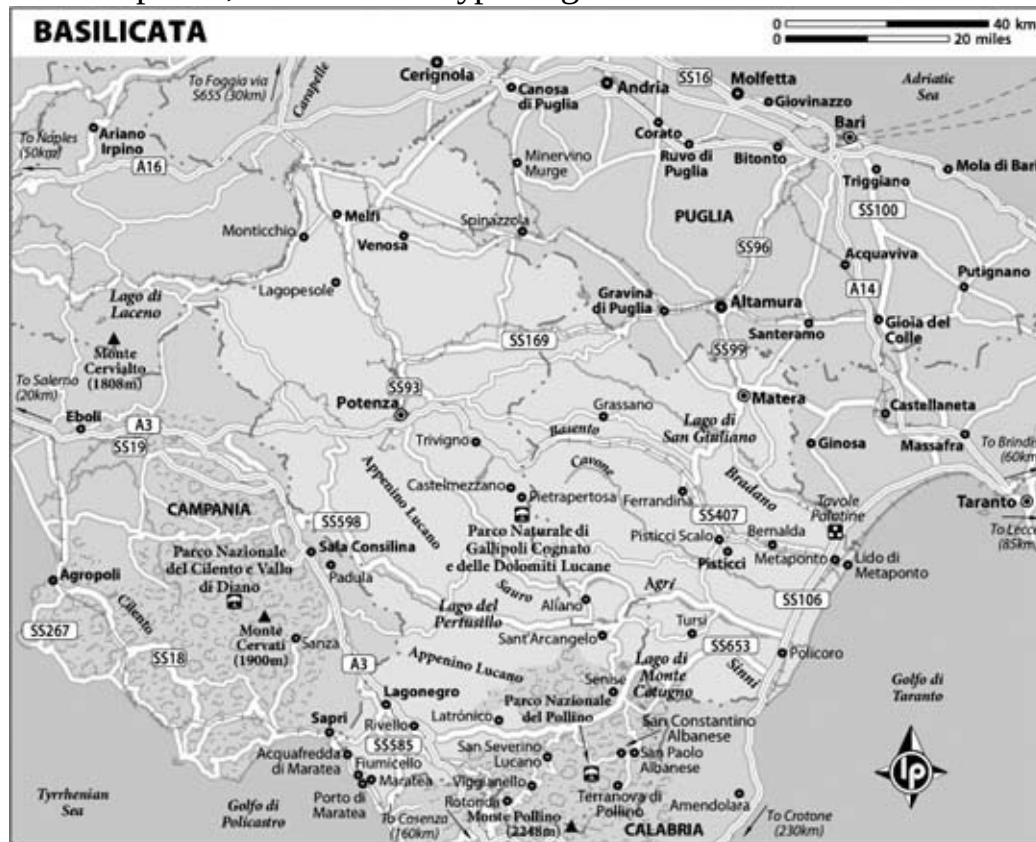 BASILICATA
0 40 km
0 20 miles
To Foggia via
S655 (30km)
Carapelle
Cerignola
Canosa
di Puglia
Andria
SS16
Molfetta
Giovinazzo
Adriatic
Sea
Bari
To Naples
(50km)
Ariano
Irpino
A16
Corato
Ruvo di
Puglia
Bitonto
Minervino
Murge
Triggiano
Mola di Bari
SS100
PUGLIA
Melfi
Monticchio
Venosa
Spinazzola
SS96
Acquaviva
Putignano
Lagopesole
Lago di
Laceno
Gravina
di Puglia
Altamura
A14
Santeramo
Gioia del
Colle
Monte
Cervialto
(1808m)
SS169
SS99
To Salerno
(20km)
SS93
Potenza
Eboli
A3
SS19
Grassano
Lago di
San Giuliano
Matera
Castellaneta
Massafra
To Brindisi
(60km)
Trivigno
Basento
Ginosa
Appenino Lucano
Castelmezzano
Pietrapertosa
Cavone
Ferrandina
Bradano
Tavole
Palatine
Taranto
To Lecce
(85km)
CAMPANIA
SS598
SS407
Parco Nazionale
del Cilento e Vallo
di Diano
Sala Consilina
Padula
Parco Naturale di
Gallipoli Cognato
e delle Dolomiti Lucane
Pisticci Scalo
Pisticci
Bernalda
Metaponto
Lido di
Metaponto
Agropoli
Cilento
Sauro
Aliano
Agri
SS106
SS267
Monte
Cervati
(1900m)
Sanza
Lago del
Pertusillo
Sant'Arcangelo
Tursi
SS653
Policoro
SS18
A3
Appenino Lucano
Senise
Lago di
Monte
Catugno
Sinni
Golfo di
Taranto
Lagonegro
Parco Nazionale
del Pollino
Sapri
Rivello
Latrónico
San Constantino
Albanese
SS585
Acquafredda
di Maratea
Fiumicello
Maratea
San Severino
Lucano
San Paolo
Albanese
lp
Viggianello
Tyrrhenian
Sea
Golfo di
Policastro
Porto di
Maratea
To Cosenza
(160km)
Rotonda
Monte Pollino
(2248m)
Terranova di
Pollino
Amendolara
CALABRIA
To Crotone
(230km)